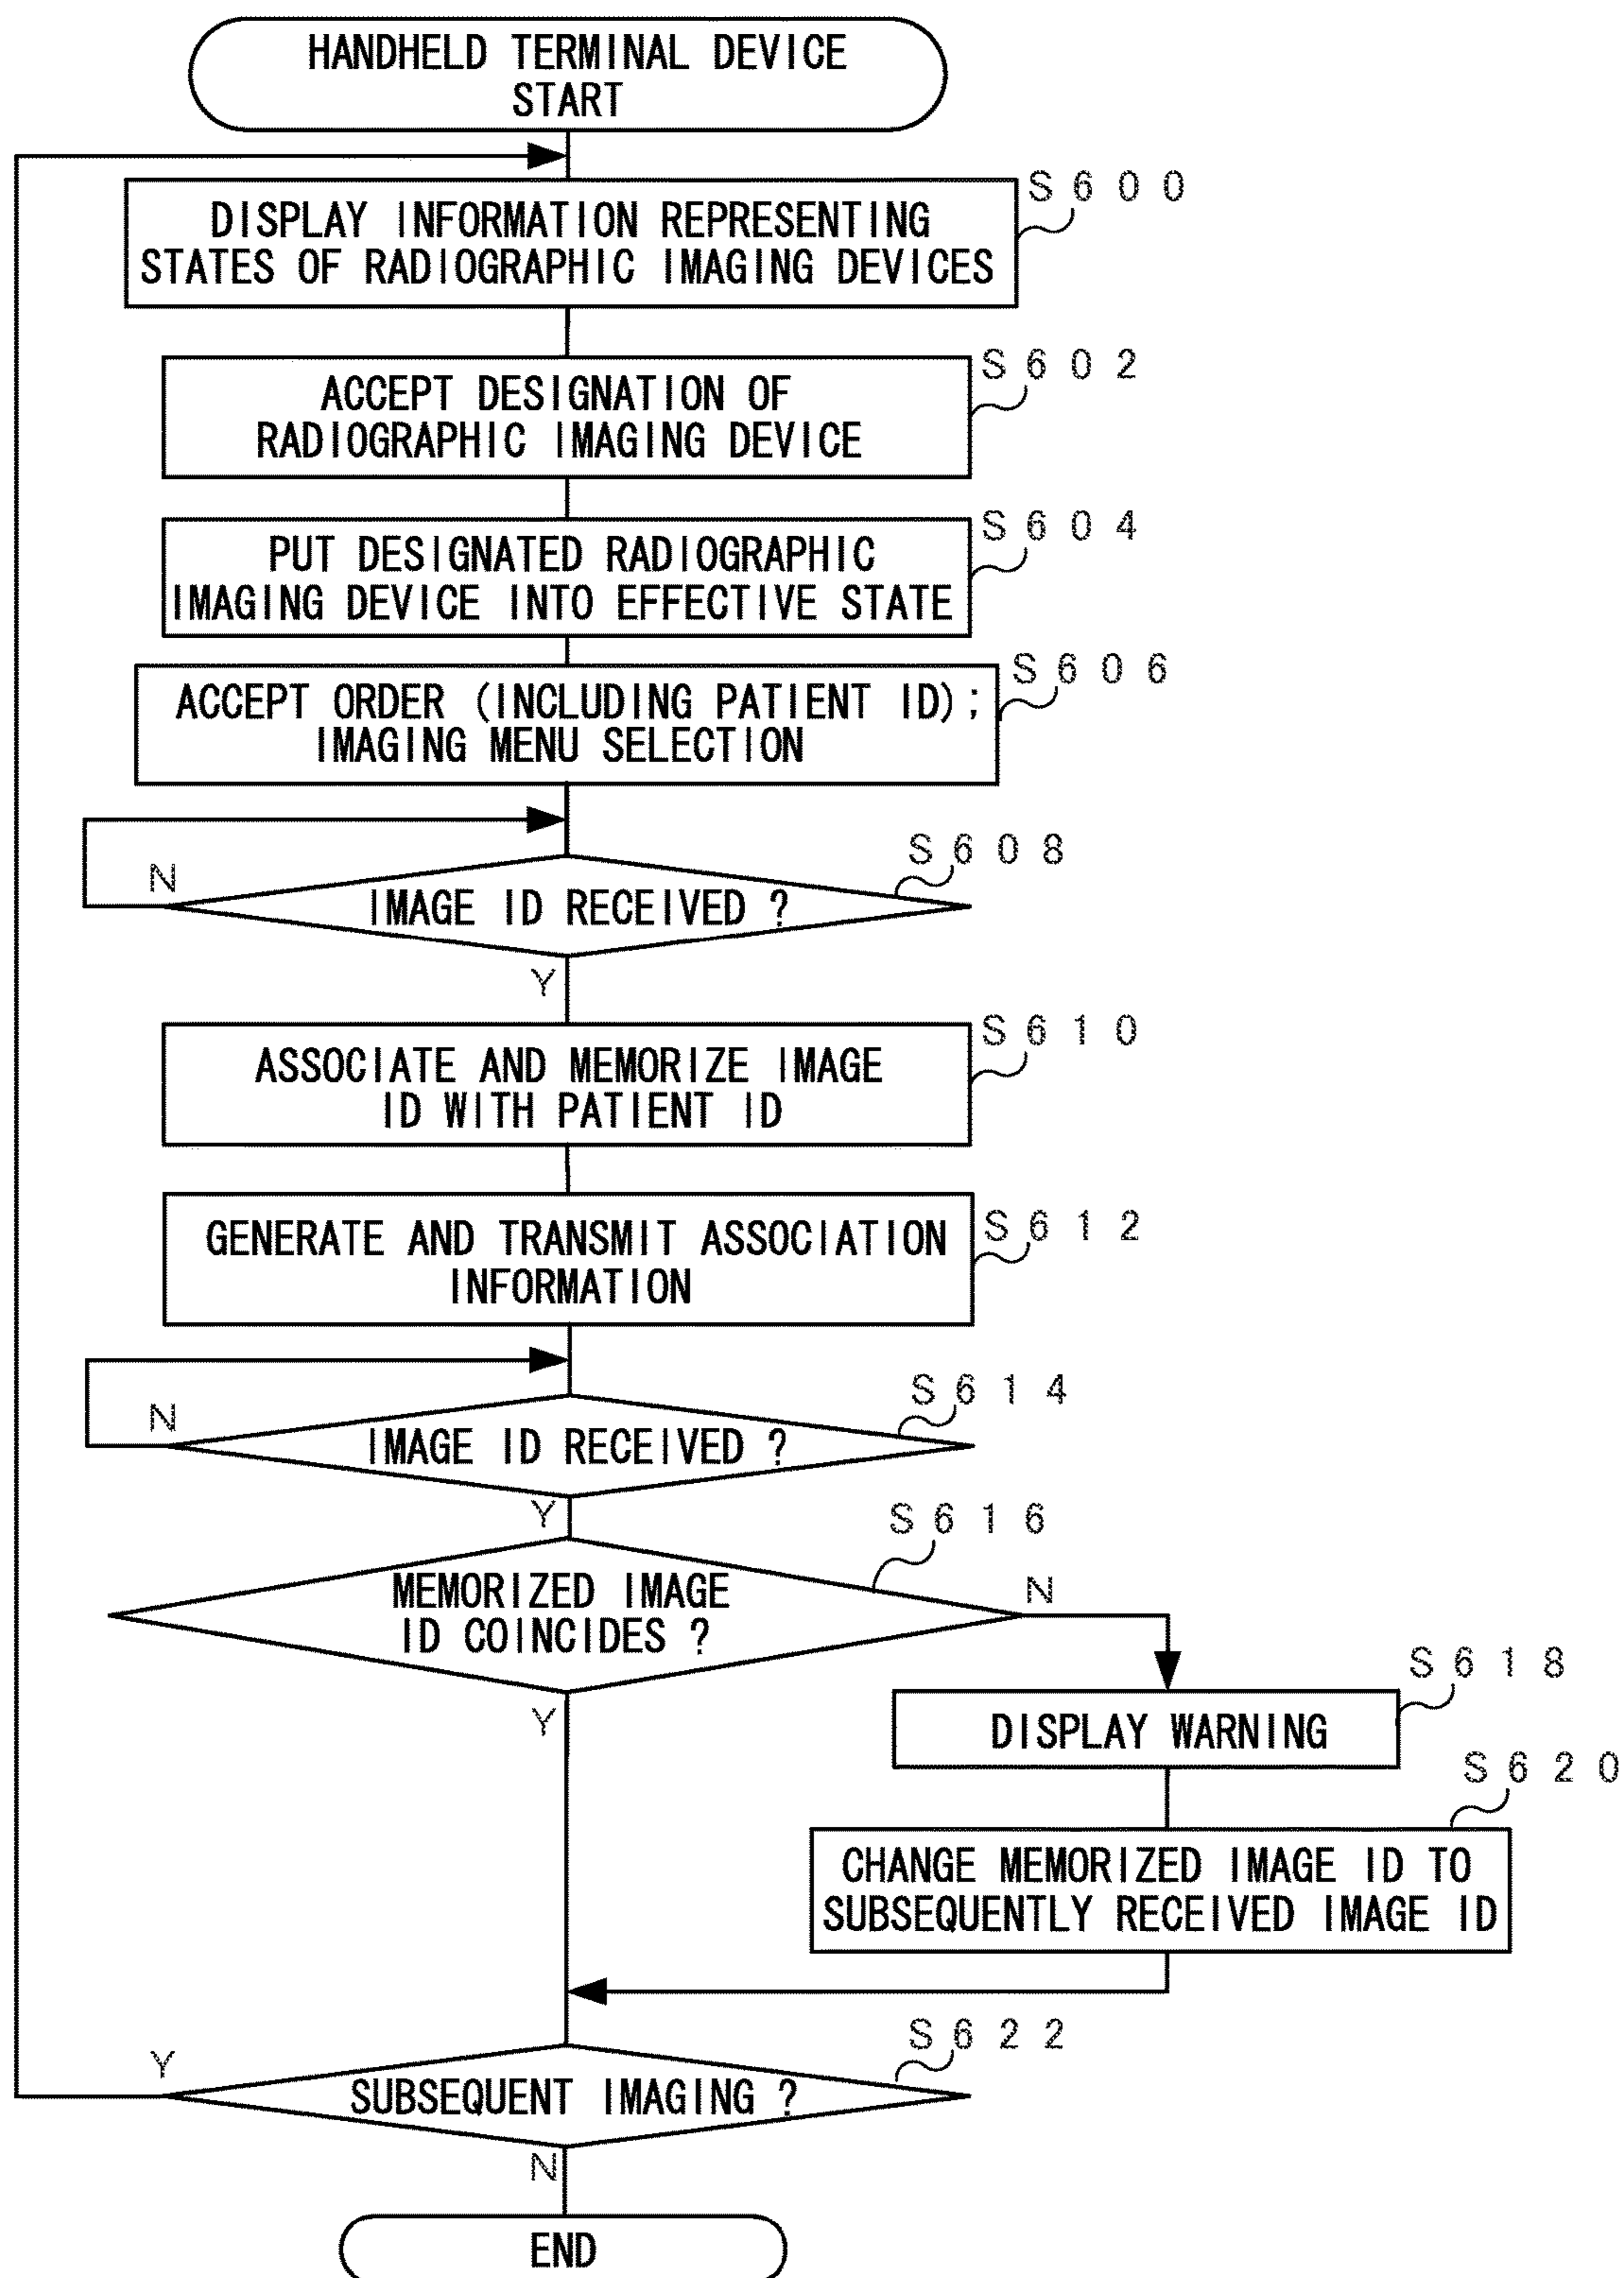 HANDHELD TERMINAL DEVICE
START
S600
DISPLAY INFORMATION REPRESENTING
STATES OF RADIOGRAPHIC IMAGING DEVICES
S602
ACCEPT DESIGNATION OF
RADIOGRAPHIC IMAGING DEVICE
S604
PUT DESIGNATED RADIOGRAPHIC
IMAGING DEVICE INTO EFFECTIVE STATE
S606
ACCEPT ORDER (INCLUDING PATIENT ID);
IMAGING MENU SELECTION
S608
N
IMAGE ID RECEIVED ?
Y
S610
ASSOCIATE AND MEMORIZE IMAGE
ID WITH PATIENT ID
S612
GENERATE AND TRANSMIT ASSOCIATION
INFORMATION
S614
N
IMAGE ID RECEIVED ?
Y
S616
MEMORIZED IMAGE
ID COINCIDES ?
N
Y
S618
DISPLAY WARNING
S620
CHANGE MEMORIZED IMAGE ID TO
SUBSEQUENTLY RECEIVED IMAGE ID
S622
Y
SUBSEQUENT IMAGING ?
N
END